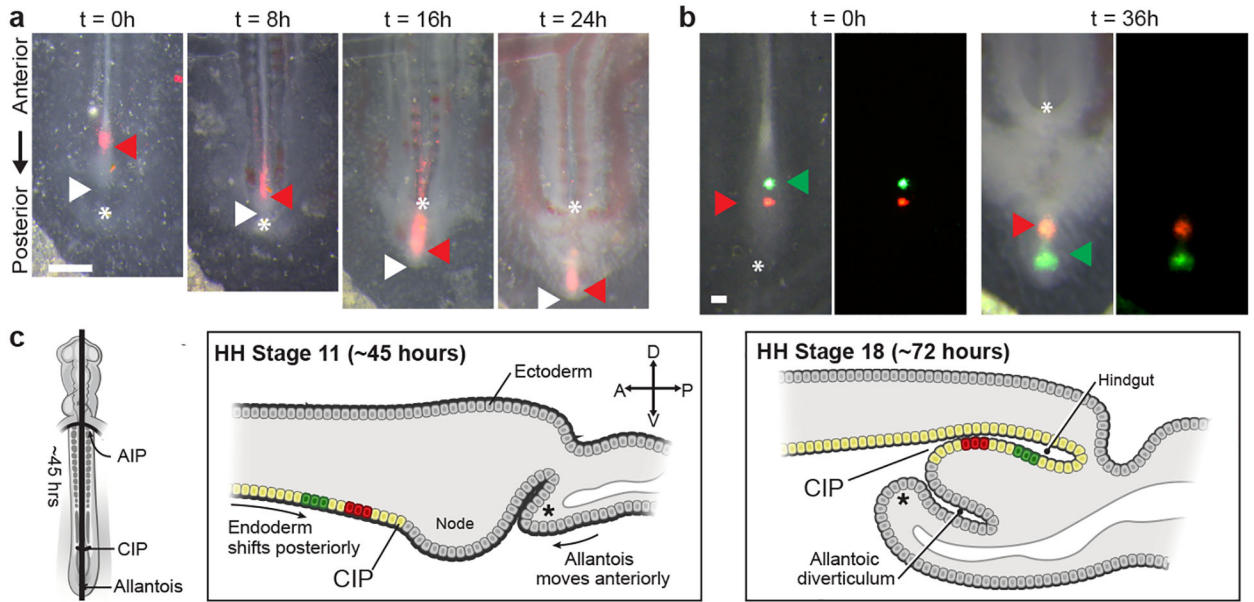 a
t = 0h
t = 8h
t = 16h
t = 24h
Anterior
Posterior
*
*
*
*
b
t = 0h
t = 36h
*
*
c
~45 hrs
AIP
CIP
Allantois
HH Stage 11 (~45 hours)
Ectoderm
D
A
P
V
Node
*
Endoderm
shifts posteriorly
CIP
Allantois
moves anteriorly
HH Stage 18 (~72 hours)
Hindgut
CIP
*
Allantoic
diverticulum